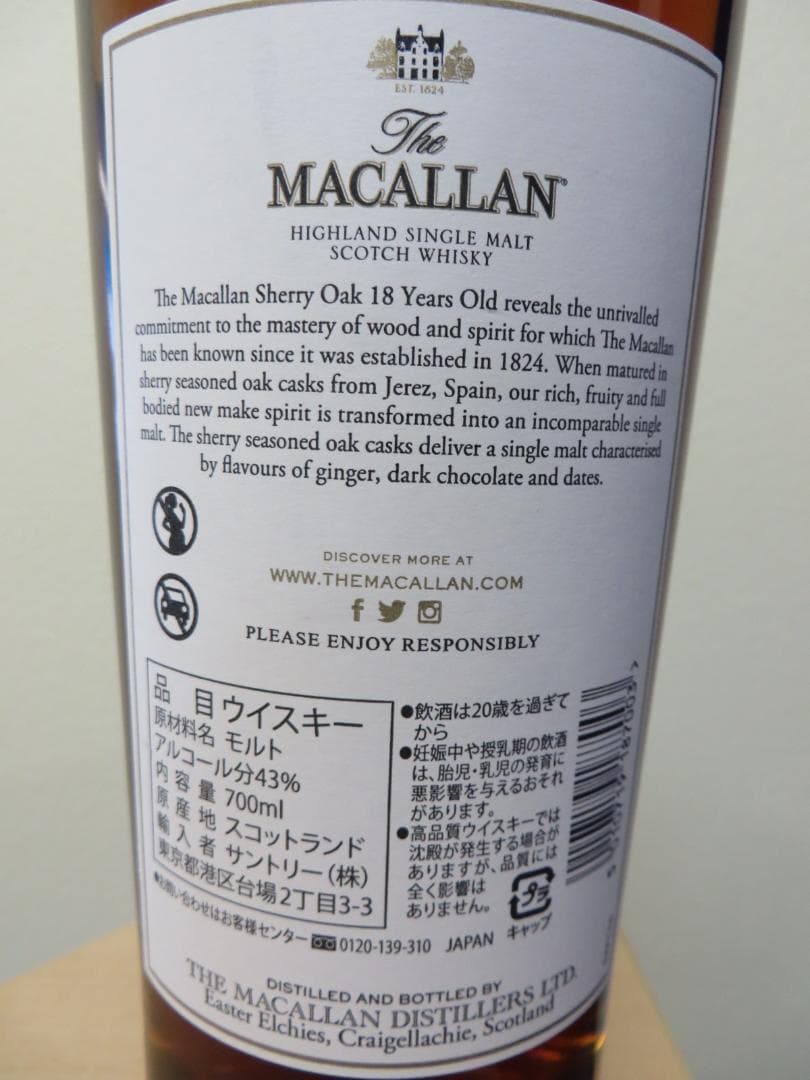 EST. 1824
The
MACALLAN
HIGHLAND SINGLE MALT
SCOTCH WHISKY
The Macallan Sherry Oak 18 Years Old reveals the unrivalled
commitment to the mastery of wood and spirit for which The Macallan
has been known since it was established in 1824. When matured in
sherry seasoned oak casks from Jerez, Spain, our rich, fruity and full
bodied new make spirit is transformed into an incomparable single
malt. The sherry seasoned oak casks deliver a single malt characterised
by flavours of ginger, dark chocolate and dates.
DISCOVER MORE AT
WWW.THEMACALLAN.COM
PLEASE ENJOY RESPONSIBLY
品 目 ウイスキー
原材料名 モルト
アルコール分43%
内 容 量 700ml
原 産 地 スコットランド
輸 入 者 サントリー(株)
東京都港区台場2丁目3-3
●お問い合わせはお客様センター 0120-139-310 JAPAN
●飲酒は20歳を過ぎて
から
●妊娠中や授乳期の飲酒
は、胎児・乳児の発育に
悪影響を与えるおそれ
があります。
●高品質ウイスキーでは
沈殿が発生する場合が
ありますが、品質には
全く影響は
ありません。
プラ
キャップ
DISTILLED AND BOTTLED BY
THE MACALLAN DISTILLERS LTD.
Easter Elchies, Craigellachie, Scotland